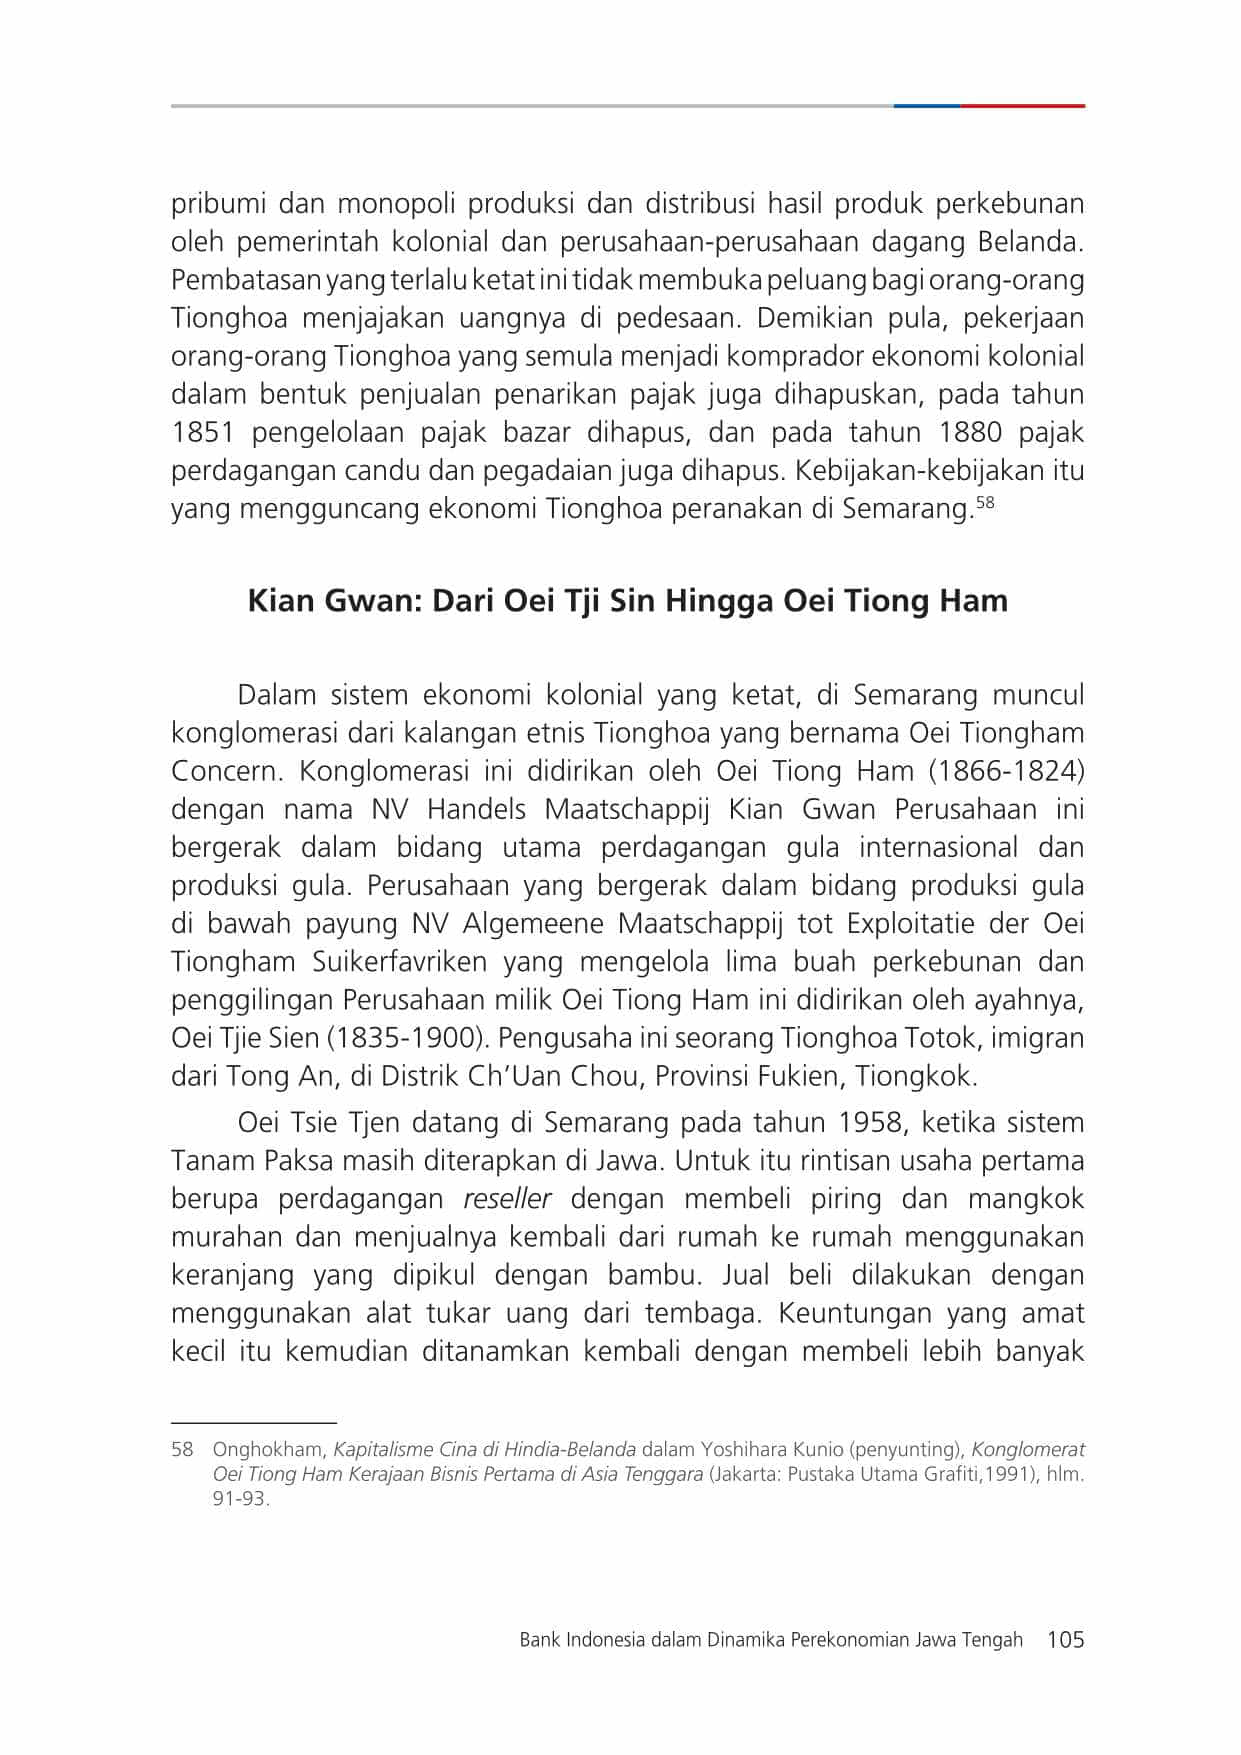 pribumi dan monopoli produksi dan distribusi hasil produk perkebunan
oleh pemerintah kolonial dan perusahaan-perusahaan dagang Belanda.
Pembatasan yang terlalu ketat ini tidak membuka peluang bagi orang-orang
Tionghoa menjajakan uangnya di pedesaan. Demikian pula, pekerjaan
orang-orang Tionghoa yang semula menjadi komprador ekonomi kolonial
dalam bentuk penjualan penarikan pajak juga dihapuskan, pada tahun
1851 pengelolaan pajak bazar dihapus, dan pada tahun 1880 pajak
perdagangan candu dan pegadaian juga dihapus. Kebijakan-kebijakan itu
yang mengguncang ekonomi Tionghoa peranakan di Semarang.58
Kian Gwan: Dari Oei Tji Sin Hingga Oei Tiong Ham
Dalam sistem ekonomi kolonial yang ketat, di Semarang muncul
konglomerasi dari kalangan etnis Tionghoa yang bernama Oei Tiongham
Concern. Konglomerasi ini didirikan oleh Oei Tiong Ham (1866-1824)
dengan nama NV Handels Maatschappij Kian Gwan Perusahaan ini
bergerak dalam bidang utama perdagangan gula internasional dan
produksi gula. Perusahaan yang bergerak dalam bidang produksi gula
di bawah payung NV Algemeene Maatschappij tot Exploitatie der Oei
Tiongham Suikerfavriken yang mengelola lima buah perkebunan dan
penggilingan Perusahaan milik Oei Tiong Ham ini didirikan oleh ayahnya,
Oei Tjie Sien (1835-1900). Pengusaha ini seorang Tionghoa Totok, imigran
dari Tong An, di Distrik Ch’Uan Chou, Provinsi Fukien, Tiongkok.
Oei Tsie Tjen datang di Semarang pada tahun 1958, ketika sistem
Tanam Paksa masih diterapkan di Jawa. Untuk itu rintisan usaha pertama
berupa perdagangan reseller dengan membeli piring dan mangkok
murahan dan menjualnya kembali dari rumah ke rumah menggunakan
keranjang yang dipikul dengan bambu. Jual beli dilakukan dengan
menggunakan alat tukar uang dari tembaga. Keuntungan yang amat
kecil itu kemudian ditanamkan kembali dengan membeli lebih banyak
58 Onghokham, Kapitalisme Cina di Hindia-Belanda dalam Yoshihara Kunio (penyunting), Konglomerat
Oei Tiong Ham Kerajaan Bisnis Pertama di Asia Tenggara (Jakarta: Pustaka Utama Grafiti,1991), hlm.
91-93.
Bank Indonesia dalam Dinamika Perekonomian Jawa Tengah 105